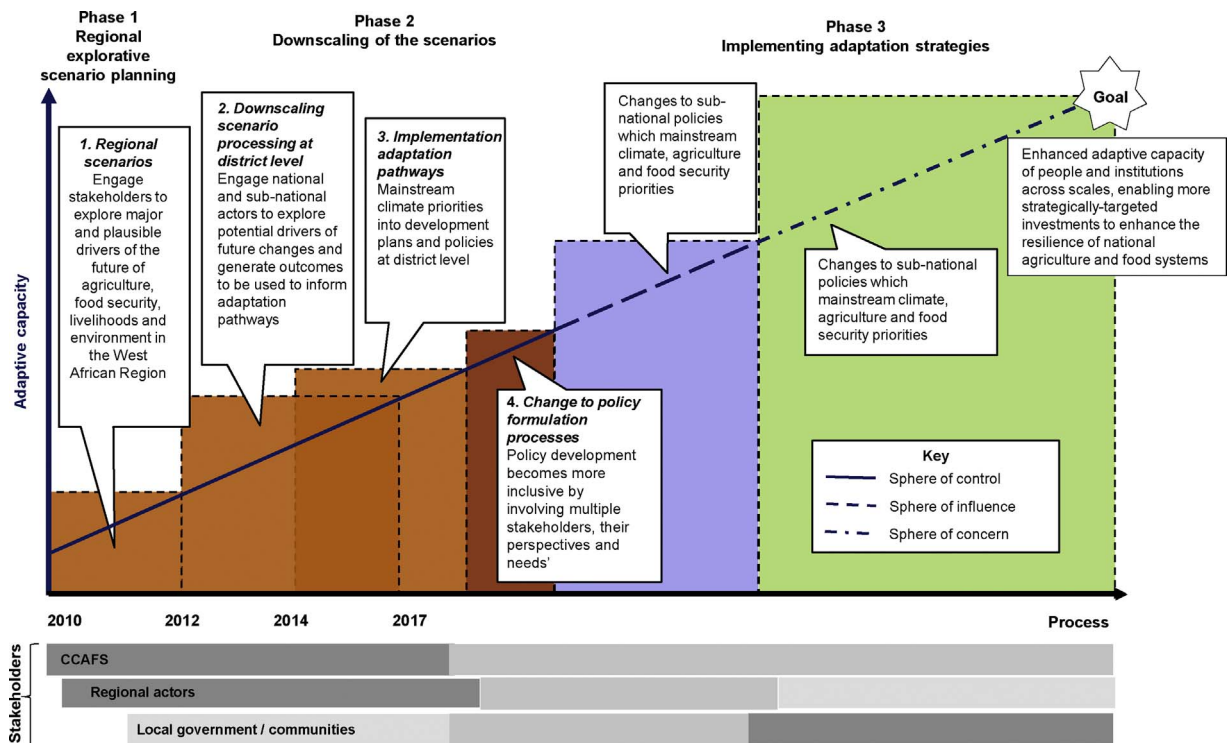 Phase 1
Regional
explorative
scenario planning
Phase 2
Downscaling of the scenarios
Phase 3
Implementing adaptation strategies
Adaptive capacity
1. Regional
scenarios
Engage
stakeholders to
explore major
and plausible
drivers of the
future of
agriculture,
food security,
livelihoods and
environment in
the West
African Region
2. Downscaling
scenario
processing at
district level
Engage national
and sub-national
actors to explore
potential drivers of
future changes and
generate outcomes
to be used to inform
adaptation
pathways
3. Implementation
adaptation
pathways
Mainstream
climate priorities
into development
plans and policies
at district level
4. Change to policy
formulation
processes
Policy development
becomes more
inclusive by
involving multiple
stakeholders, their
perspectives and
needs’
Changes to sub-
national policies
which mainstream
climate, agriculture
and food security
priorities
Changes to sub-national
policies which
mainstream climate,
agriculture and food
security priorities
Goal
Enhanced adaptive capacity
of people and institutions
across scales, enabling more
strategically-targeted
investments to enhance the
resilience of national
agriculture and food systems
Key
Sphere of control
Sphere of influence
Sphere of concern
2010
2012
2014
2017
Process
Stakeholders
CCAFS
Regional actors
Local government / communities